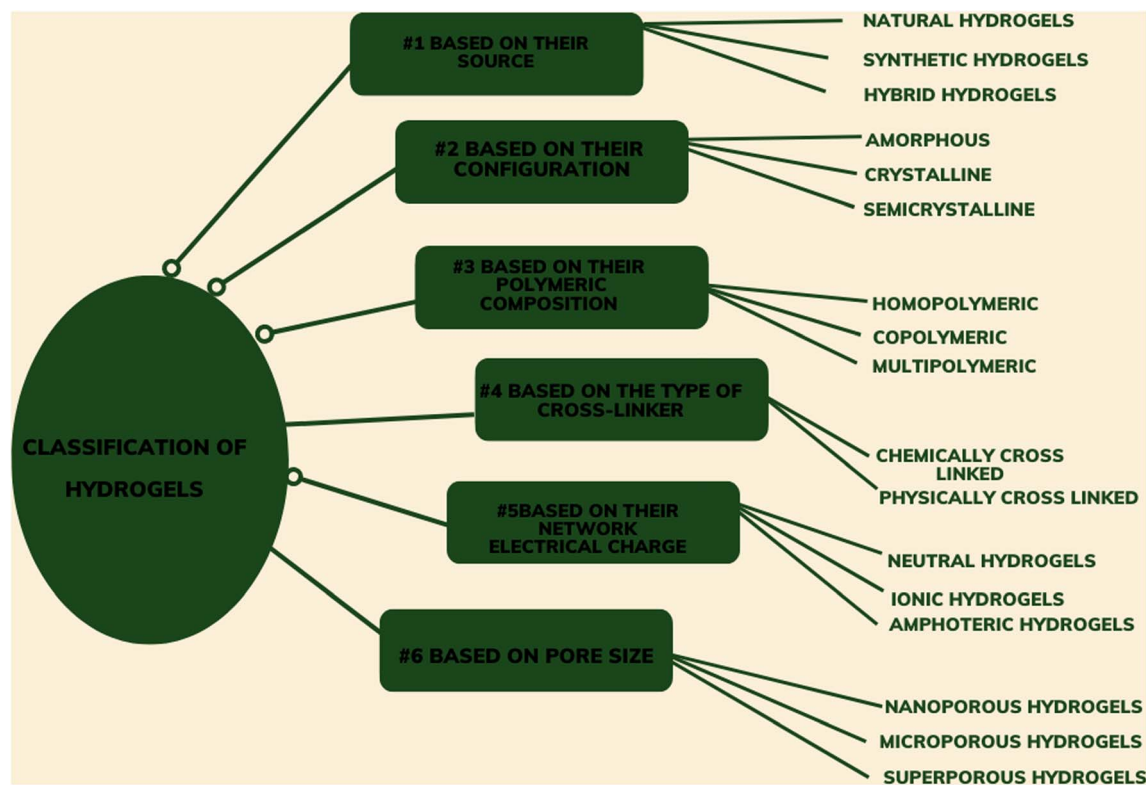 CLASSIFICATION OF
HYDROGELS
#1 BASED ON THEIR
SOURCE
NATURAL HYDROGELS
SYNTHETIC HYDROGELS
HYBRID HYDROGELS
#2 BASED ON THEIR
CONFIGURATION
AMORPHOUS
CRYSTALLINE
SEMICRYSTALLINE
#3 BASED ON THEIR
POLYMERIC
COMPOSITION
HOMOPOLYMERIC
COPOLYMERIC
MULTIPOLYMERIC
#4 BASED ON THE TYPE OF
CROSS-LINKER
CHEMICALLY CROSS
LINKED
PHYSICALLY CROSS LINKED
#5BASED ON THEIR
NETWORK
ELECTRICAL CHARGE
NEUTRAL HYDROGELS
IONIC HYDROGELS
AMPHOTERIC HYDROGELS
#6 BASED ON PORE SIZE
NANOPOROUS HYDROGELS
MICROPOROUS HYDROGELS
SUPERPOROUS HYDROGELS